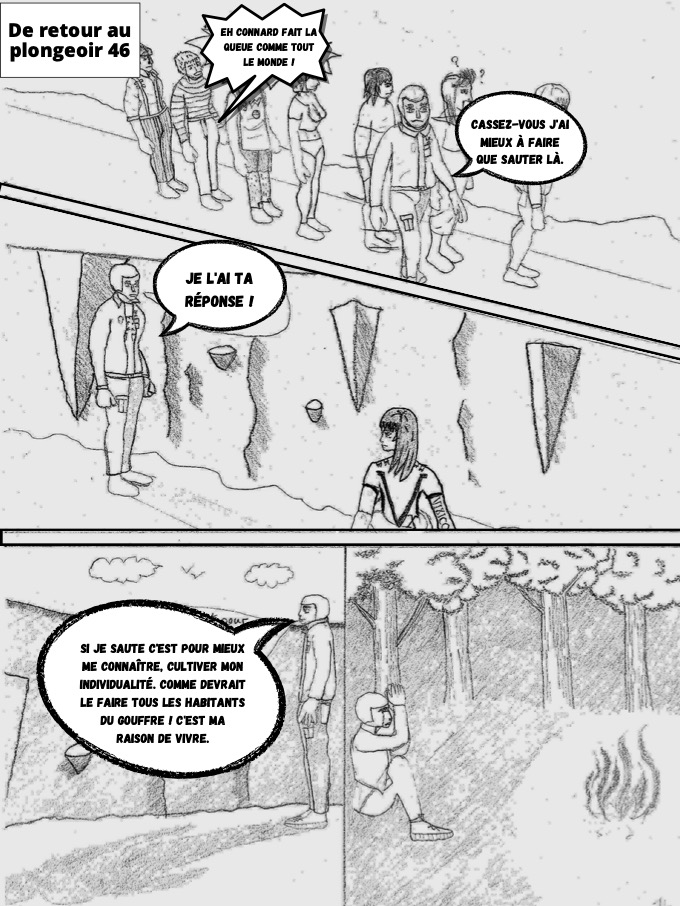 De retour au
plongeoir 46
EH CONNARD FAIT LA
QUEUE COMME TOUT
LE MONDE !
? ?
CASSEZ-VOUS J'AI
MIEUX À FAIRE
QUE SAUTER LÀ.
JE L'AI TA
RÉPONSE !
pour
SI JE SAUTE C'EST POUR MIEUX
ME CONNAÎTRE, CULTIVER MON
INDIVIDUALITÉ. COMME DEVRAIT
LE FAIRE TOUS LES HABITANTS
DU GOUFFRE ! C'EST MA
RAISON DE VIVRE.